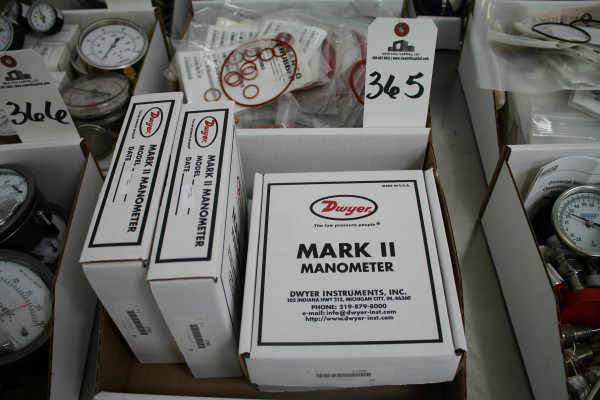 366
365
Dwyer
MARK II MANOMETER
MODEL
DATE
Dwyer
MARK II MANOMETER
MODEL
DATE
MADE IN U.S.A.
Dwyer
The low pressure people®
MARK II
MANOMETER
DWYER INSTRUMENTS, INC.
102 INDIANA HWY 212, MICHIGAN CITY, IN. 46360
PHONE: 219-879-8000
e-mail: info@dwyer-inst.com
http://www.dwyer-inst.com